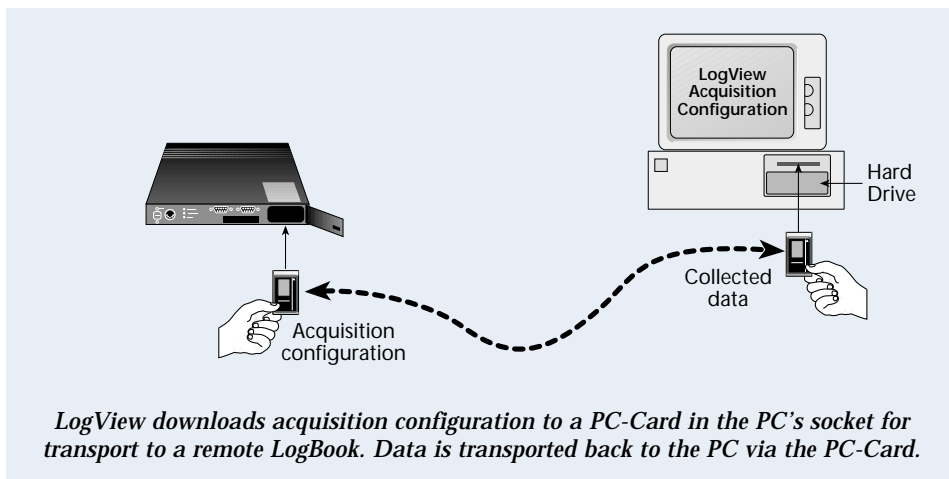 LogView
Acquisition
Configuration
Hard
Drive
Collected
data
Acquisition
configuration
LogView downloads acquisition configuration to a PC-Card in the PC's socket for
transport to a remote LogBook. Data is transported back to the PC via the PC-Card.